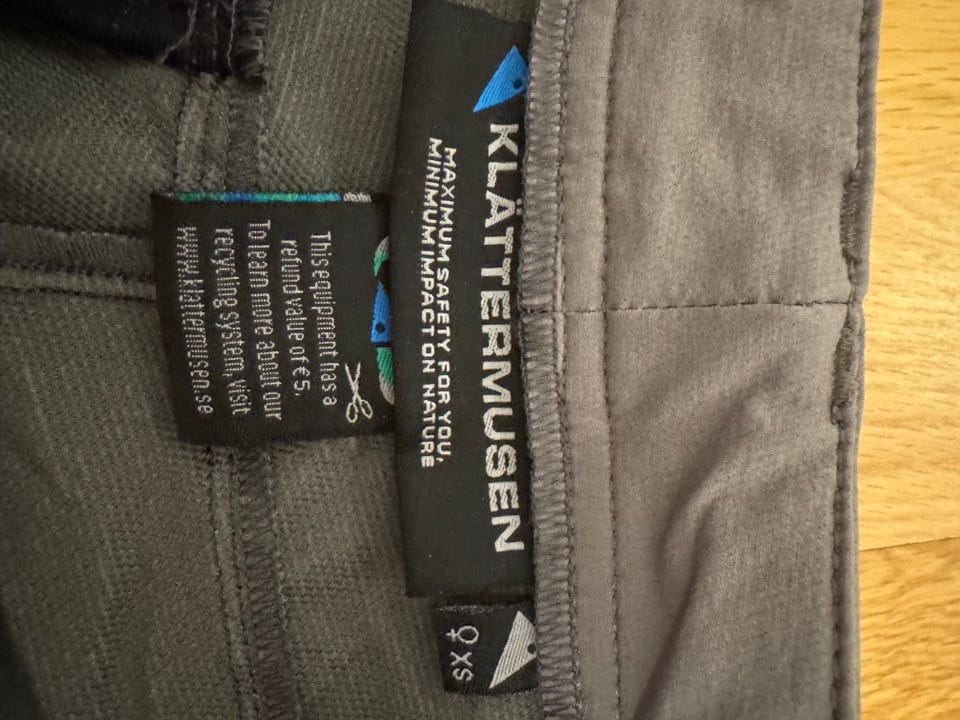 KLÄTTERMUSEN
MAXIMUM SAFETY FOR YOU,
MINIMUM IMPACT ON NATURE
This equipment has a
refund value of €5,
To learn more about our
recycling system, visit
www.klattermusen.se
♀ XS